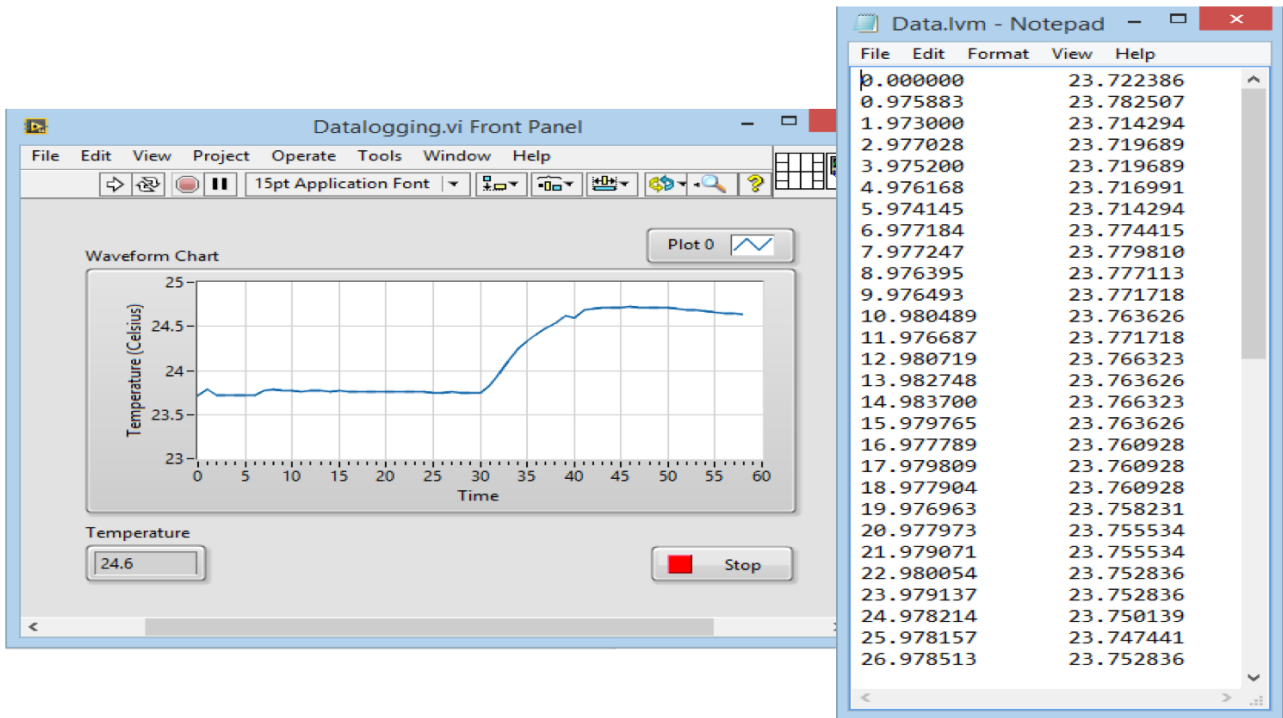 Datalogging.vi Front Panel
File Edit View Project Operate Tools Window Help
15pt Application Font
Plot 0
Waveform Chart
Temperature (Celsius)
25
24.5
24
23.5
23
0 5 10 15 20 25 30 35 40 45 50 55 60
Time
Temperature
24.6
Stop
Data.lvm - Notepad
File Edit Format View Help
0.000000 23.722386
0.975883 23.782507
1.973000 23.714294
2.977028 23.719689
3.975200 23.719689
4.976168 23.716991
5.974145 23.714294
6.977184 23.774415
7.977247 23.779810
8.976395 23.777113
9.976493 23.771718
10.980489 23.763626
11.976687 23.771718
12.980719 23.766323
13.982748 23.763626
14.983700 23.766323
15.979765 23.763626
16.977789 23.760928
17.979809 23.760928
18.977904 23.760928
19.976963 23.758231
20.977973 23.755534
21.979071 23.755534
22.980054 23.752836
23.979137 23.752836
24.978214 23.750139
25.978157 23.747441
26.978513 23.752836